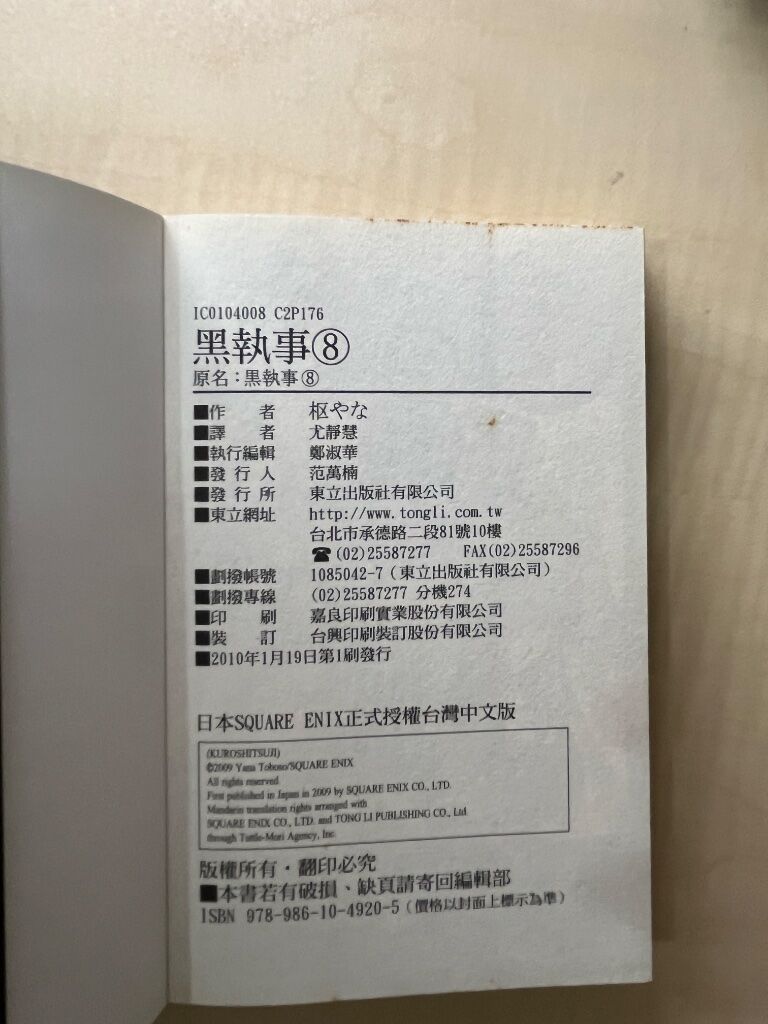 IC0104008 C2P176
黑執事⑧
原名：黒執事⑧
■作　者　枢やな
■譯　者　尤靜慧
■執行編輯　鄭淑華
■發行人　范萬楠
■發行所　東立出版社有限公司
■東立網址　http://www.tongli.com.tw
台北市承德路二段81號10樓
☎(02)25587277　FAX(02)25587296
■劃撥帳號　1085042-7（東立出版社有限公司）
■劃撥專線　(02)25587277 分機274
■印　刷　嘉良印刷實業股份有限公司
■裝　訂　台興印刷裝訂股份有限公司
■2010年1月19日第1刷發行
日本SQUARE ENIX正式授權台灣中文版
(KUROSHITSUJI)
©2009 Yana Toboso/SQUARE ENIX
All rights reserved.
First published in Japan in 2009 by SQUARE ENIX CO., LTD.
Mandarin translation rights arranged with
SQUARE ENIX CO., LTD. and TONG LI PUBLISHING CO., Ltd
through Tuttle-Mori Agency, Inc.
版權所有・翻印必究
■本書若有破損、缺頁請寄回編輯部
ISBN 978-986-10-4920-5（價格以封面上標示為準）